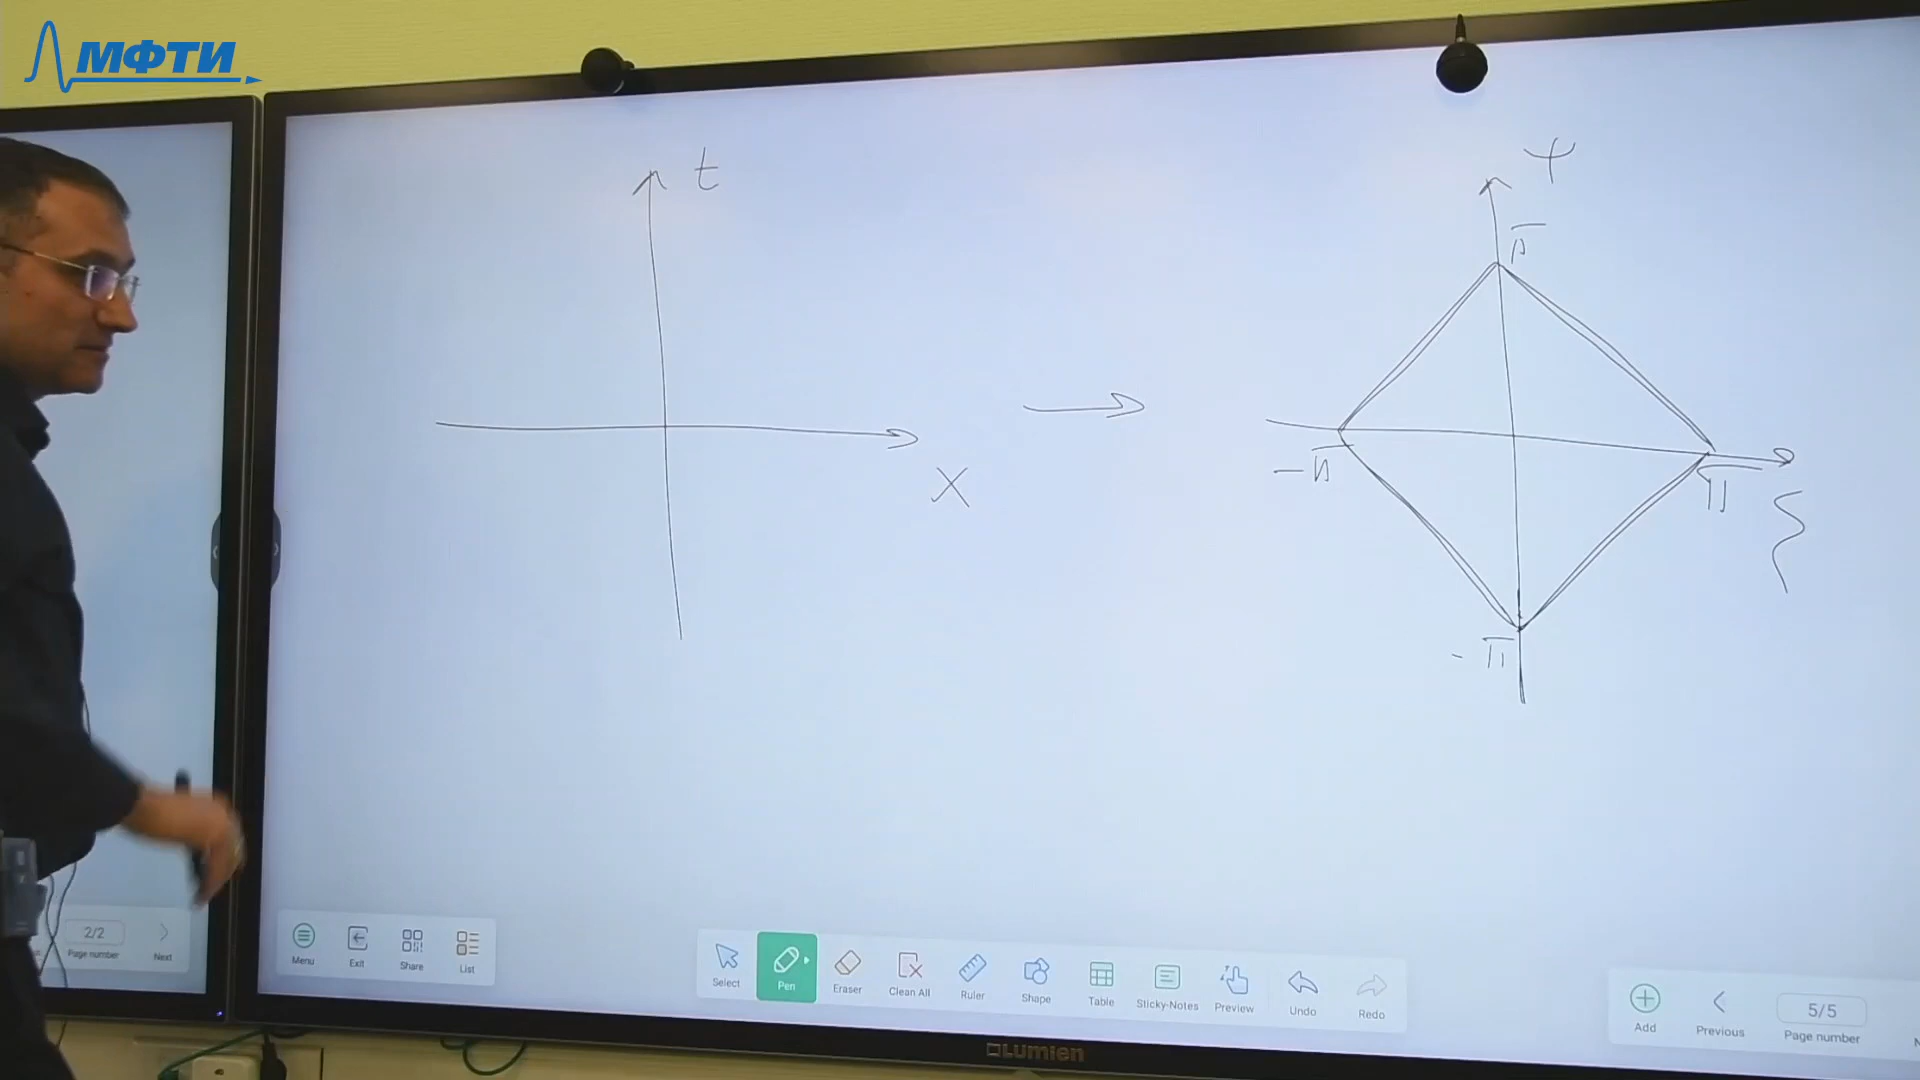 МФТИ
t
X
ψ
π
-π
π
ξ
-π
2/2
Page number
Next
Menu
Exit
Share
List
Select
Pen
Eraser
Clean All
Ruler
Shape
Table
Sticky-Notes
Preview
Undo
Redo
Add
Previous
5/5
Page number
Lumien